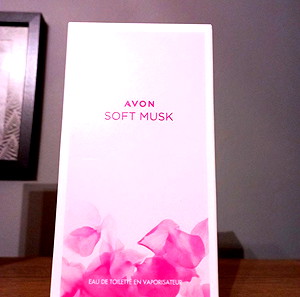 AVON
SOFT MUSK
EAU DE TOILETTE EN VAPORISATEUR